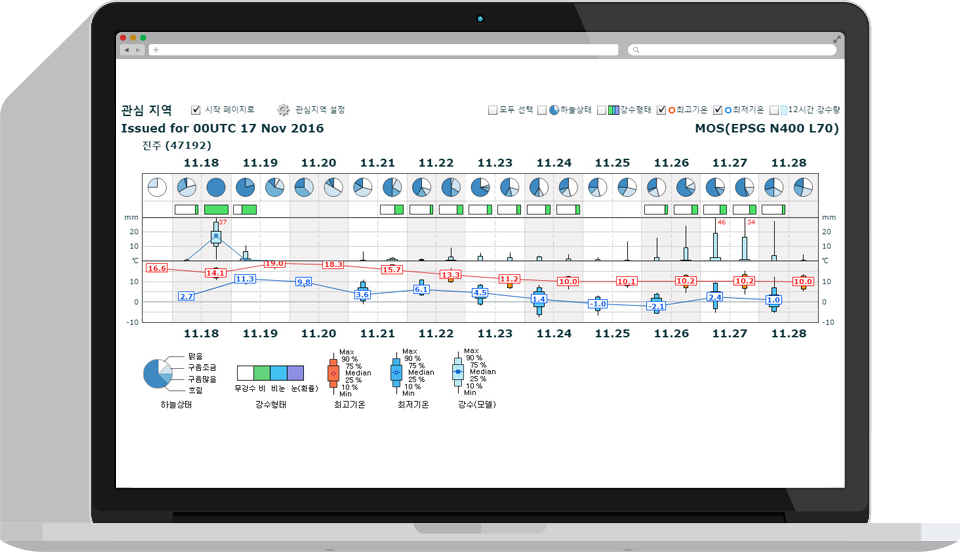 관심 지역 시작 페이지로 관심지역 설정 모두 선택 하늘상태 강수형태 최고기온 최저기온 12시간 강수량
Issued for 00UTC 17 Nov 2016 MOS(EPSG N400 L70)
진주 (47192)
11.18 11.19 11.20 11.21 11.22 11.23 11.24 11.25 11.26 11.27 11.28
mm mm
37 46 34
20 20
10 10
℃ ℃
16.6 14.1 19.0 18.3 15.7 13.3 11.2 10.0 10.1 10.2 10.2 10.0
10 10
2.7 11.3 9.8 3.6 6.1 4.5 1.4 -1.0 -2.1 2.4 1.0
0 0
-10 -10
11.18 11.19 11.20 11.21 11.22 11.23 11.24 11.25 11.26 11.27 11.28
맑음
구름조금
구름많음
흐림
하늘상태
무강수 비 비눈 눈(확률)
강수형태
Max
90 %
75 %
Median
25 %
10 %
Min
최고기온
Max
90 %
75 %
Median
25 %
10 %
Min
최저기온
Max
90 %
75 %
Median
25 %
10 %
Min
강수(모델)